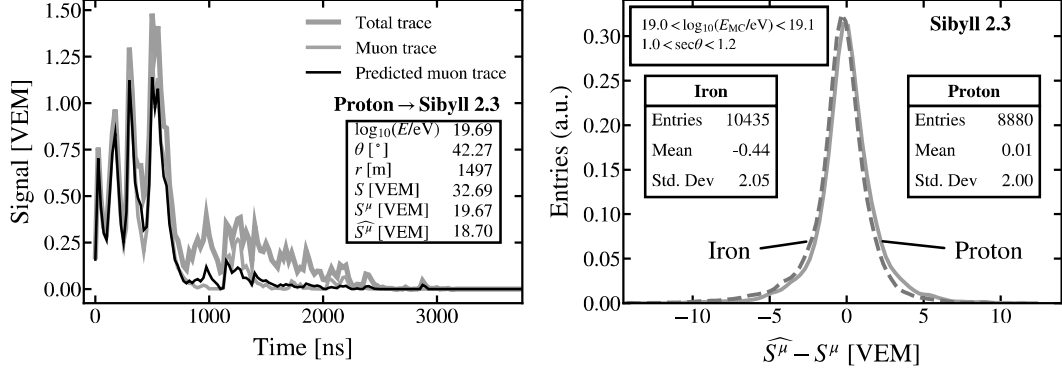 1.50
1.25
1.00
0.75
0.50
0.25
0.00
Signal [VEM]
0
1000
2000
3000
Time [ns]
Total trace
Muon trace
Predicted muon trace
Proton → Sibyll 2.3
log₁₀(E/eV) 19.69
θ [°] 42.27
r [m] 1497
S [VEM] 32.69
S^μ [VEM] 19.67
\widehat{S^μ} [VEM] 18.70
0.30
0.25
0.20
0.15
0.10
0.05
0.00
Entries (a.u.)
−10
−5
0
5
10
\widehat{S^μ} − S^μ [VEM]
19.0 < log₁₀(E_MC/eV) < 19.1
1.0 < secθ < 1.2
Sibyll 2.3
Iron
Entries 10435
Mean -0.44
Std. Dev 2.05
Proton
Entries 8880
Mean 0.01
Std. Dev 2.00
Iron
Proton